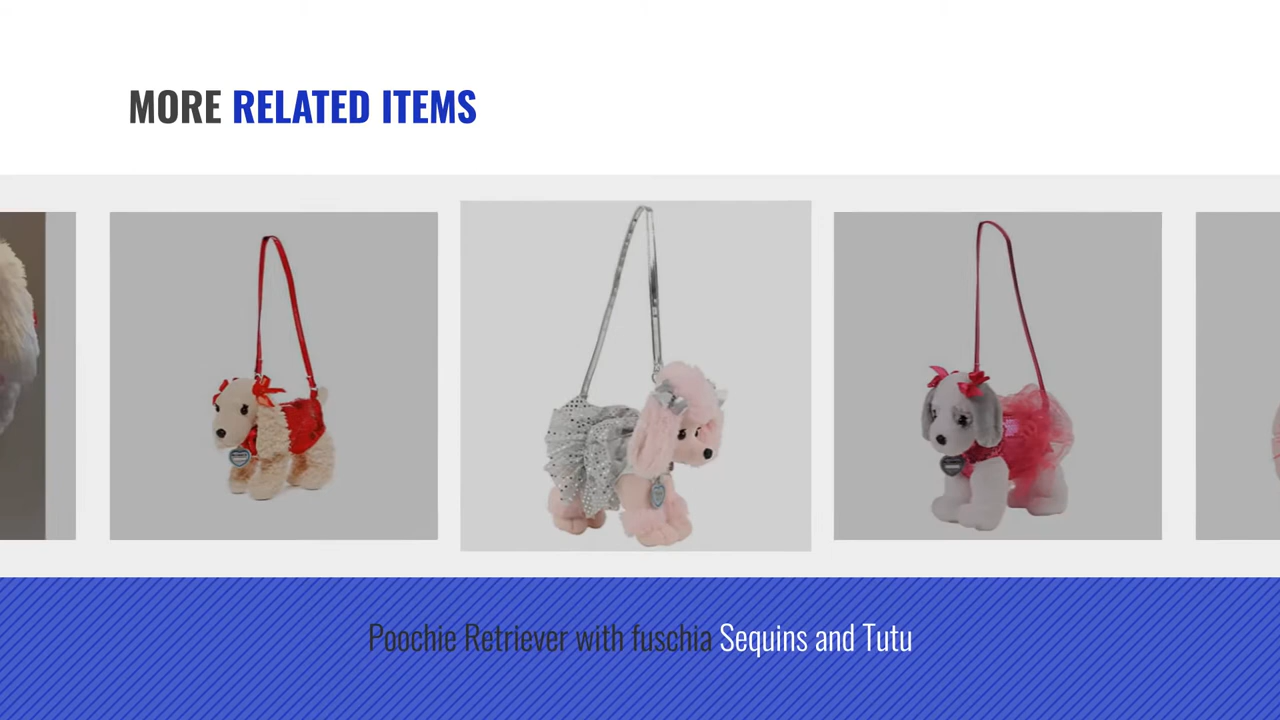 MORE RELATED ITEMS
Poochie Retriever with fuschia Sequins and Tutu